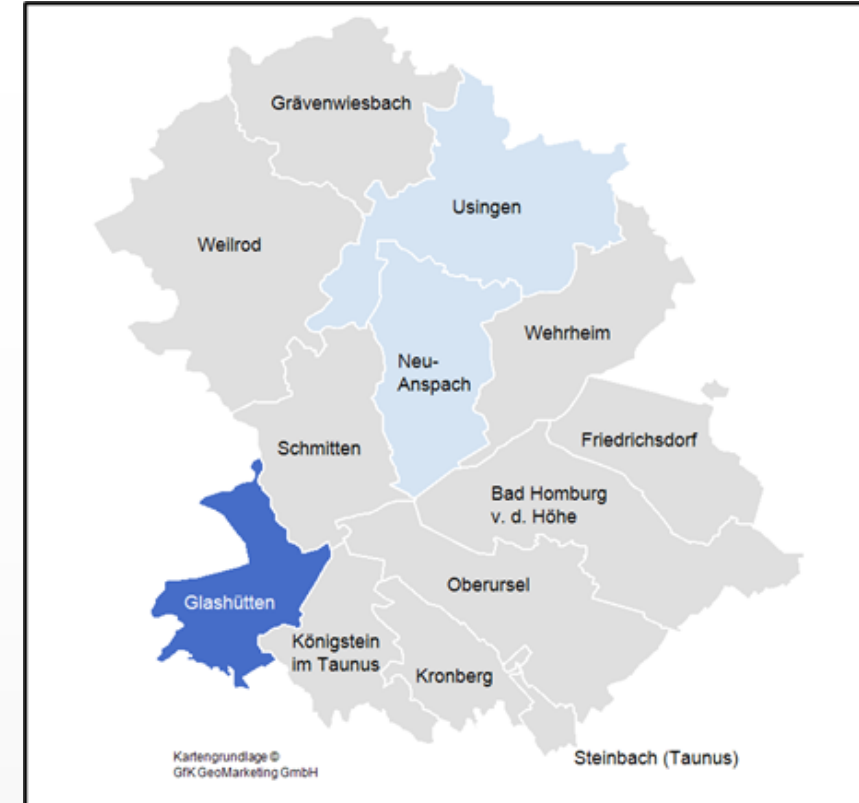 Grävenwiesbach
Usingen
Weilrod
Wehrheim
Neu-
Anspach
Friedrichsdorf
Schmitten
Bad Homburg
v. d. Höhe
Oberursel
Glashütten
Königstein
im Taunus
Kronberg
Steinbach (Taunus)
Kartengrundlage ©
GfK GeoMarketing GmbH